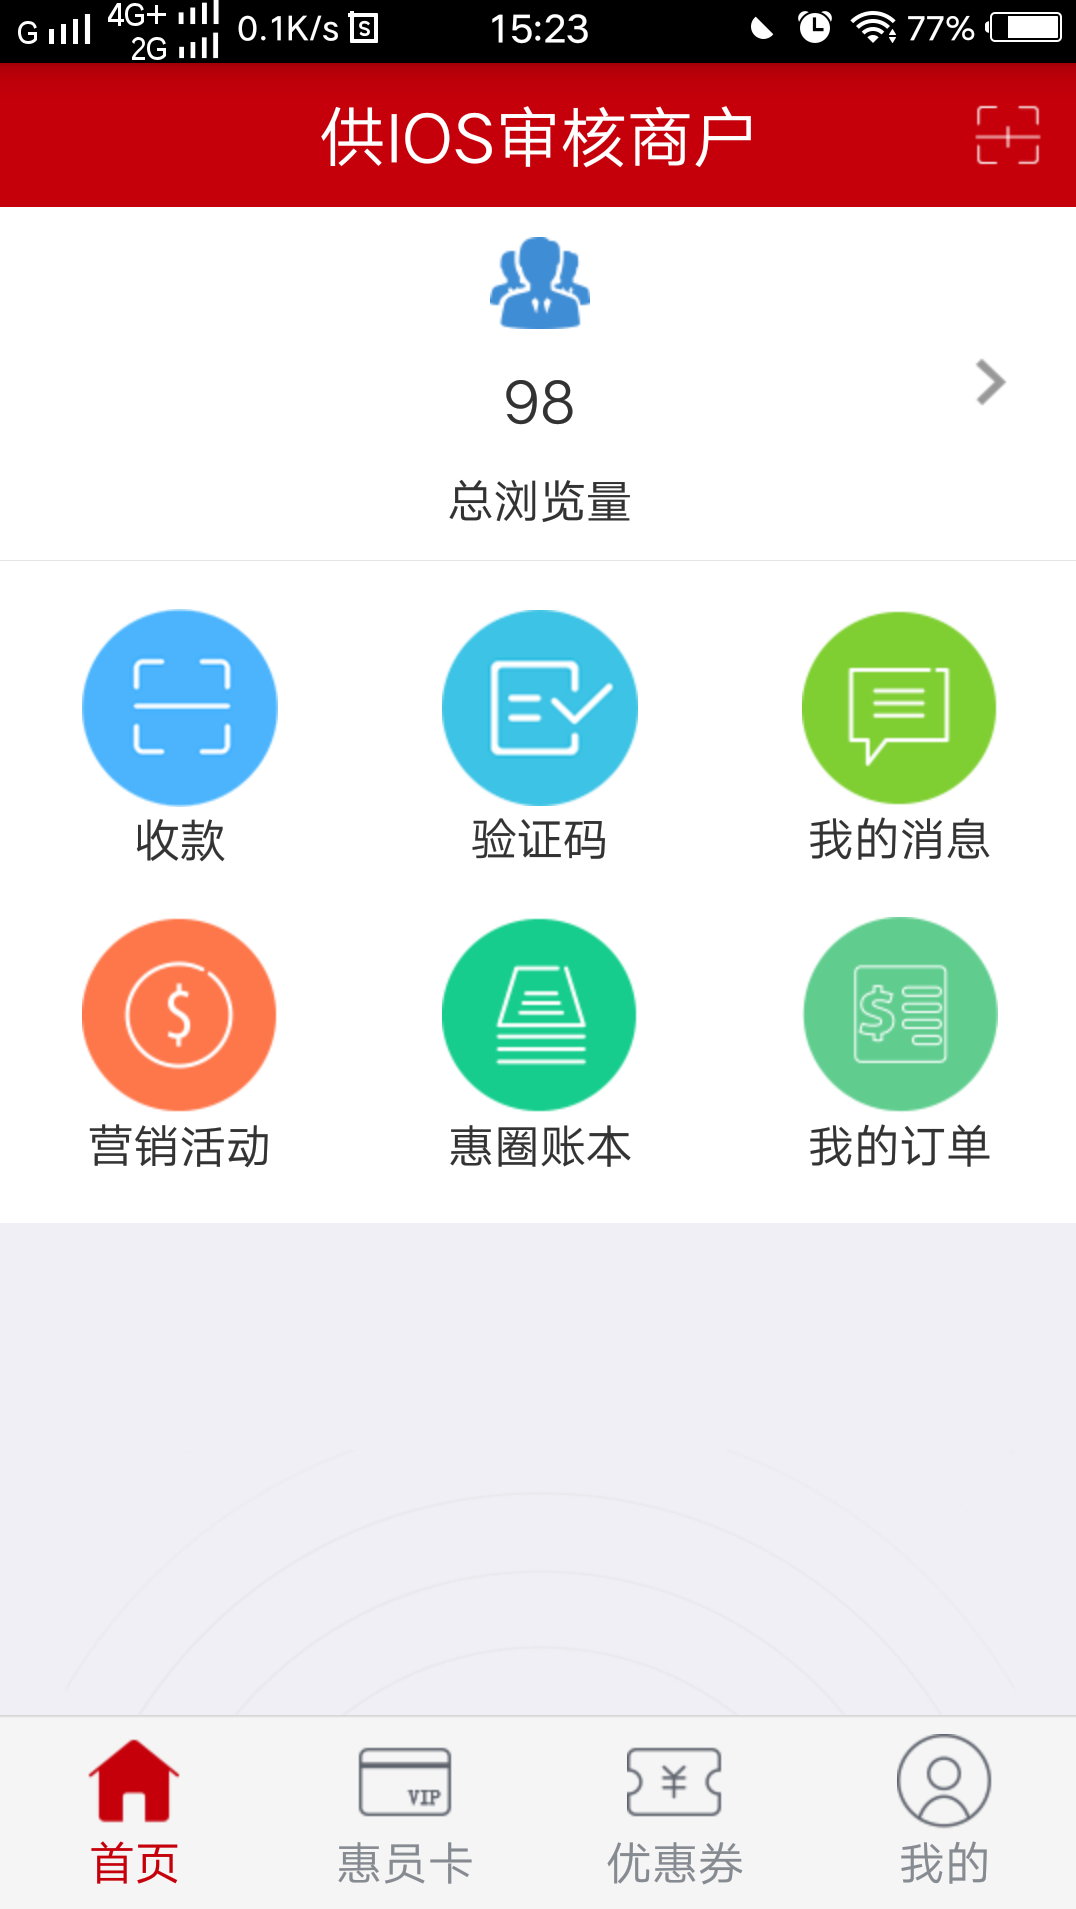 G 4G+ 2G 0.1K/s S 15:23 77%
供IOS审核商户
98
总浏览量
收款 验证码 我的消息
$ $
营销活动 惠圈账本 我的订单
VIP ¥
首页 惠员卡 优惠券 我的